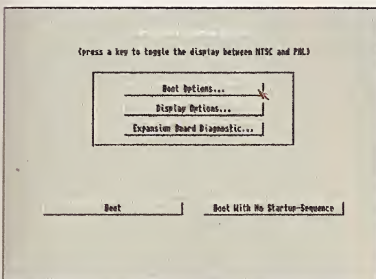 (press a key to toggle the display between NTSC and PAL)
Boot Options...
Display Options...
Expansion Board Diagnostic...
Boot
Boot With No Startup-Sequence